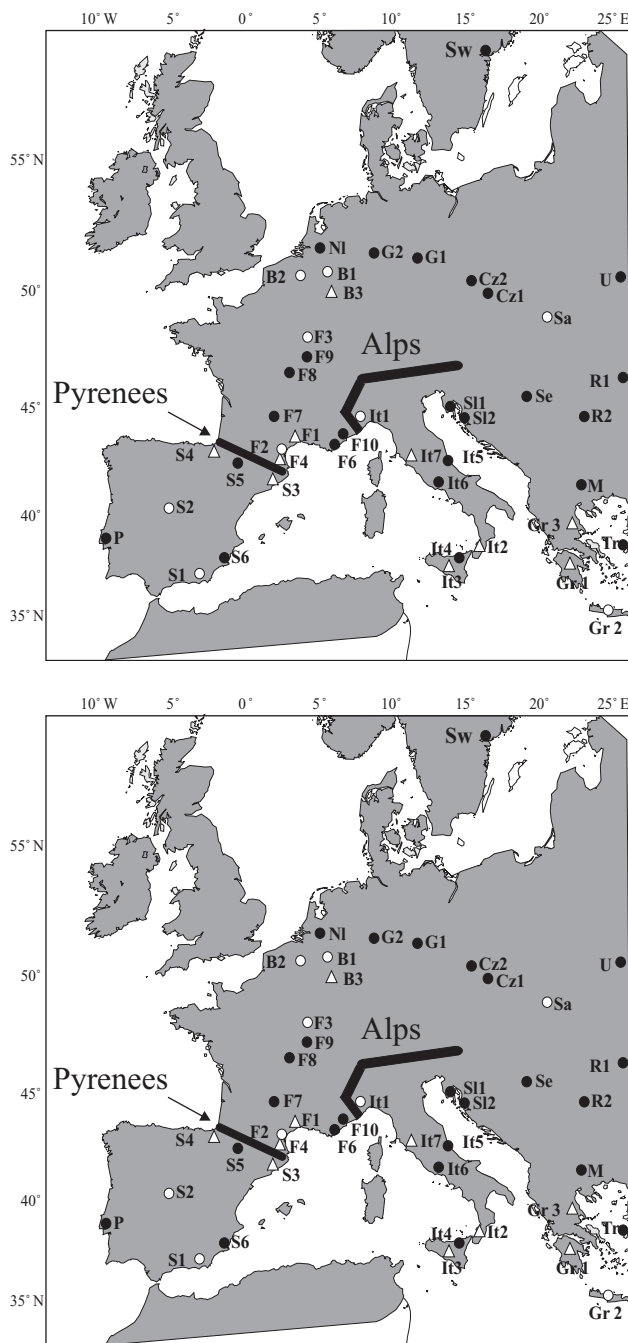 10° W 5° 0° 5° 10° 15° 20° 25° E
Sw
55° N
Nl G2 G1
B2 B1
B3
Cz2
Cz1
U
50° N
Sa
F3
F9
Alps
F8
R1
Pyrenees
Se
Sl1
Sl2
R2
45° N
F7
It1
F1
F2
F10
S4
F4
F6
It7
It5
S5
S3
It6
M
S2
40° N
Gr 3
P
S6
It4
It2
Tr
S1
It3
Gr 1
35° N
Gr 2
10° W 5° 0° 5° 10° 15° 20° 25° E
Sw
55° N
Nl G2 G1
B2 B1
B3
Cz2
Cz1
U
50° N
Sa
F3
F9
Alps
F8
R1
Pyrenees
Se
Sl1
Sl2
R2
45° N
F7
It1
F1
F2
F10
S4
F4
F6
It7
It5
S5
S3
It6
M
S2
40° N
Gr 3
P
S6
It4
It2
Tr
S1
It3
Gr 1
35° N
Gr 2